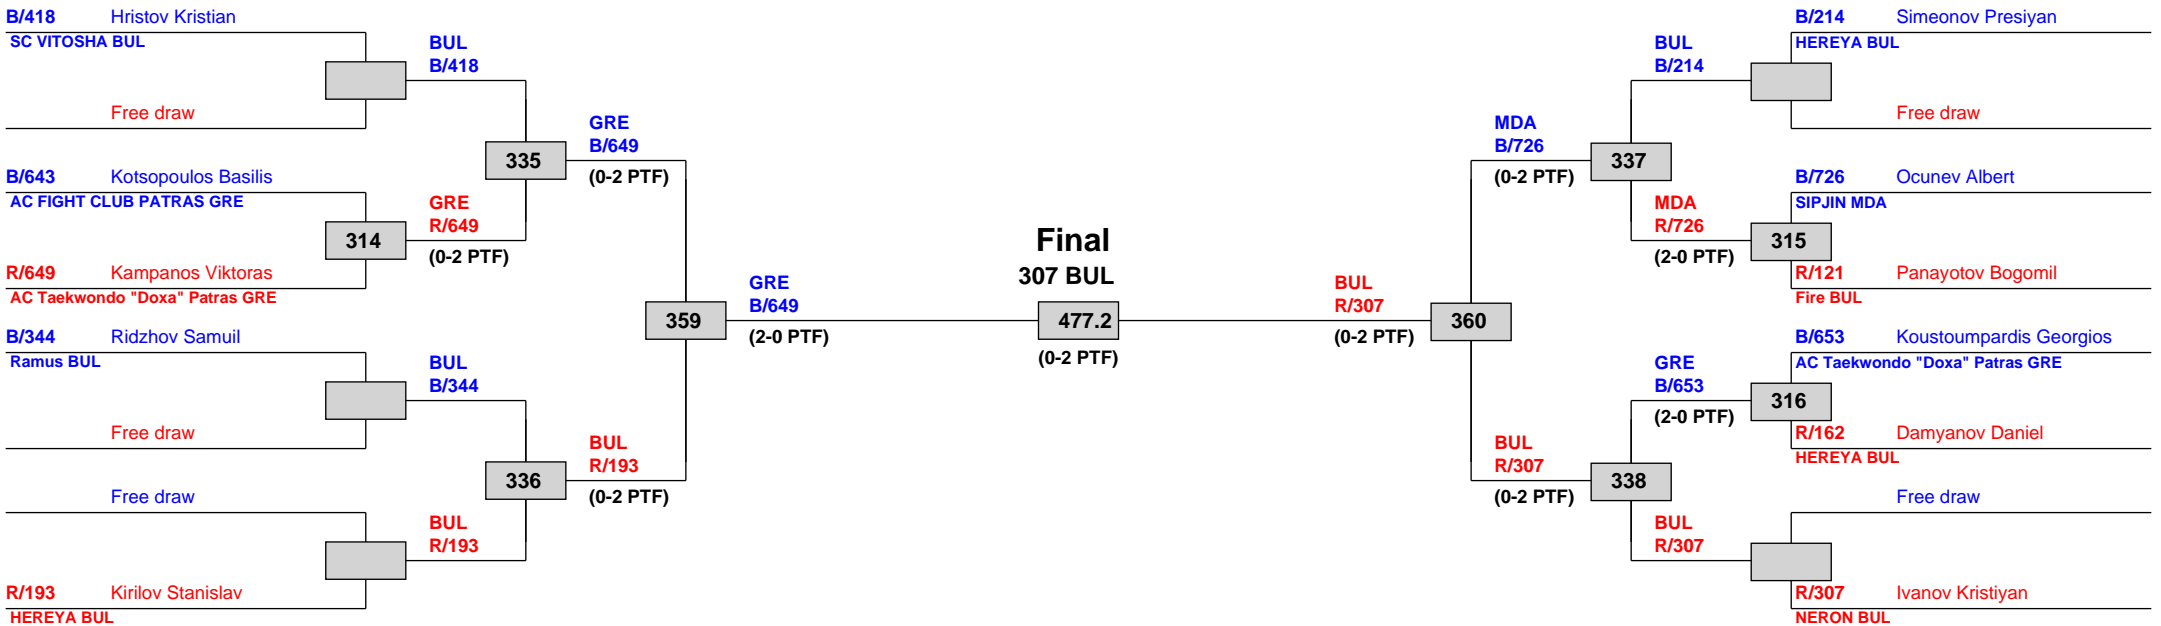 B/418 Hristov Kristian
SC VITOSHA BUL
Free draw
BUL
B/418
B/643 Kotsopoulos Basilis
AC FIGHT CLUB PATRAS GRE
314
R/649 Kampanos Viktoras
AC Taekwondo "Doxa" Patras GRE
GRE
R/649
(0-2 PTF)
335
GRE
B/649
(0-2 PTF)
B/344 Ridzhov Samuil
Ramus BUL
Free draw
BUL
B/344
Free draw
R/193 Kirilov Stanislav
HEREYA BUL
BUL
R/193
336
BUL
R/193
(0-2 PTF)
359
GRE
B/649
(2-0 PTF)
Final
307 BUL
477.2
(0-2 PTF)
BUL
R/307
(0-2 PTF)
360
MDA
B/726
(0-2 PTF)
337
BUL
B/214
B/214 Simeonov Presiyan
HEREYA BUL
Free draw
MDA
R/726
(2-0 PTF)
315
B/726 Ocunev Albert
SIPJIN MDA
R/121 Panayotov Bogomil
Fire BUL
BUL
R/307
(0-2 PTF)
338
GRE
B/653
(2-0 PTF)
316
B/653 Koustoumpardis Georgios
AC Taekwondo "Doxa" Patras GRE
R/162 Damyanov Daniel
HEREYA BUL
BUL
R/307
Free draw
R/307 Ivanov Kristiyan
NERON BUL